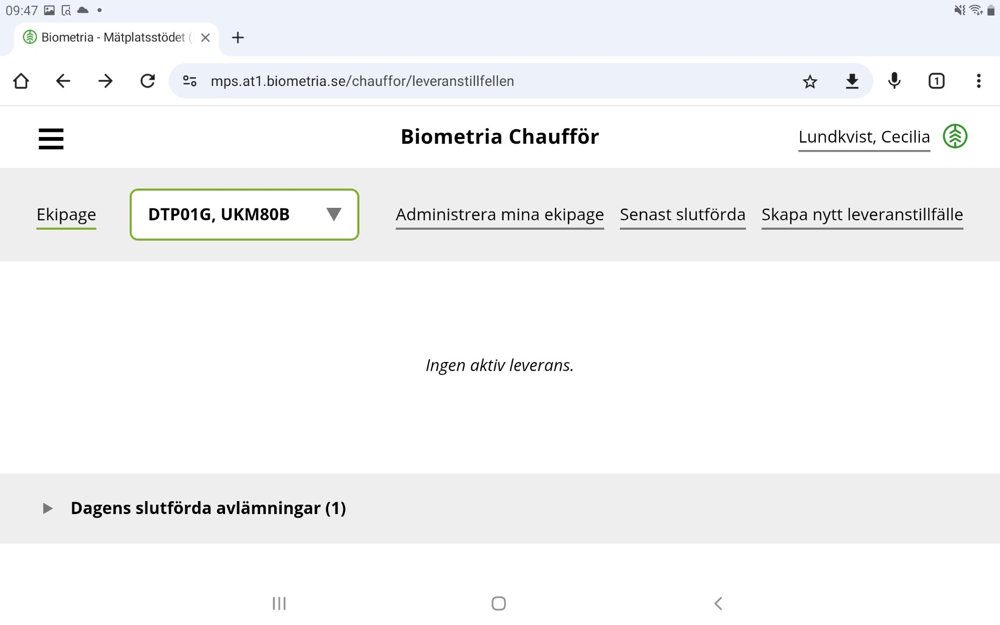 09:47
Biometria - Mätplatsstödet (
mps.at1.biometria.se/chauffor/leveranstillfellen
1
Biometria Chaufför
Lundkvist, Cecilia
Ekipage
DTP01G, UKM80B
Administrera mina ekipage
Senast slutförda
Skapa nytt leveranstillfälle
Ingen aktiv leverans.
Dagens slutförda avlämningar (1)